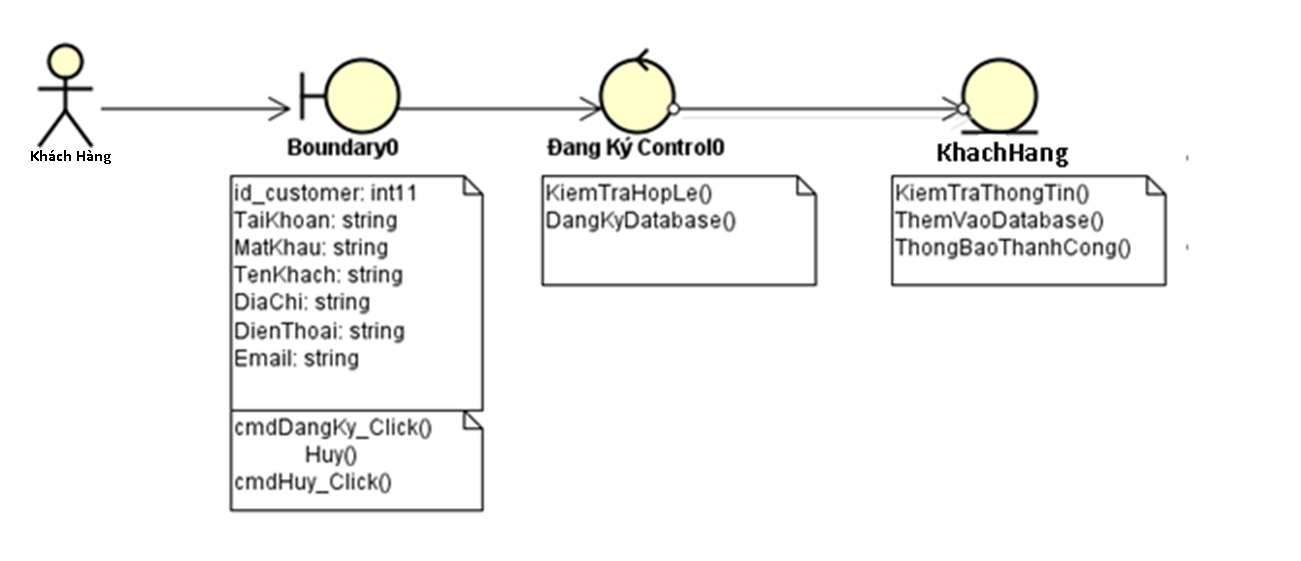 Khách Hàng
Boundary0
Đang Ký Control0
KhachHang
id_customer: int11
TaiKhoan: string
MatKhau: string
TenKhach: string
DiaChi: string
DienThoai: string
Email: string
cmdDangKy_Click()
Huy()
cmdHuy_Click()
KiemTraHopLe()
DangKyDatabase()
KiemTraThongTin()
ThemVaoDatabase()
ThongBaoThanhCong()